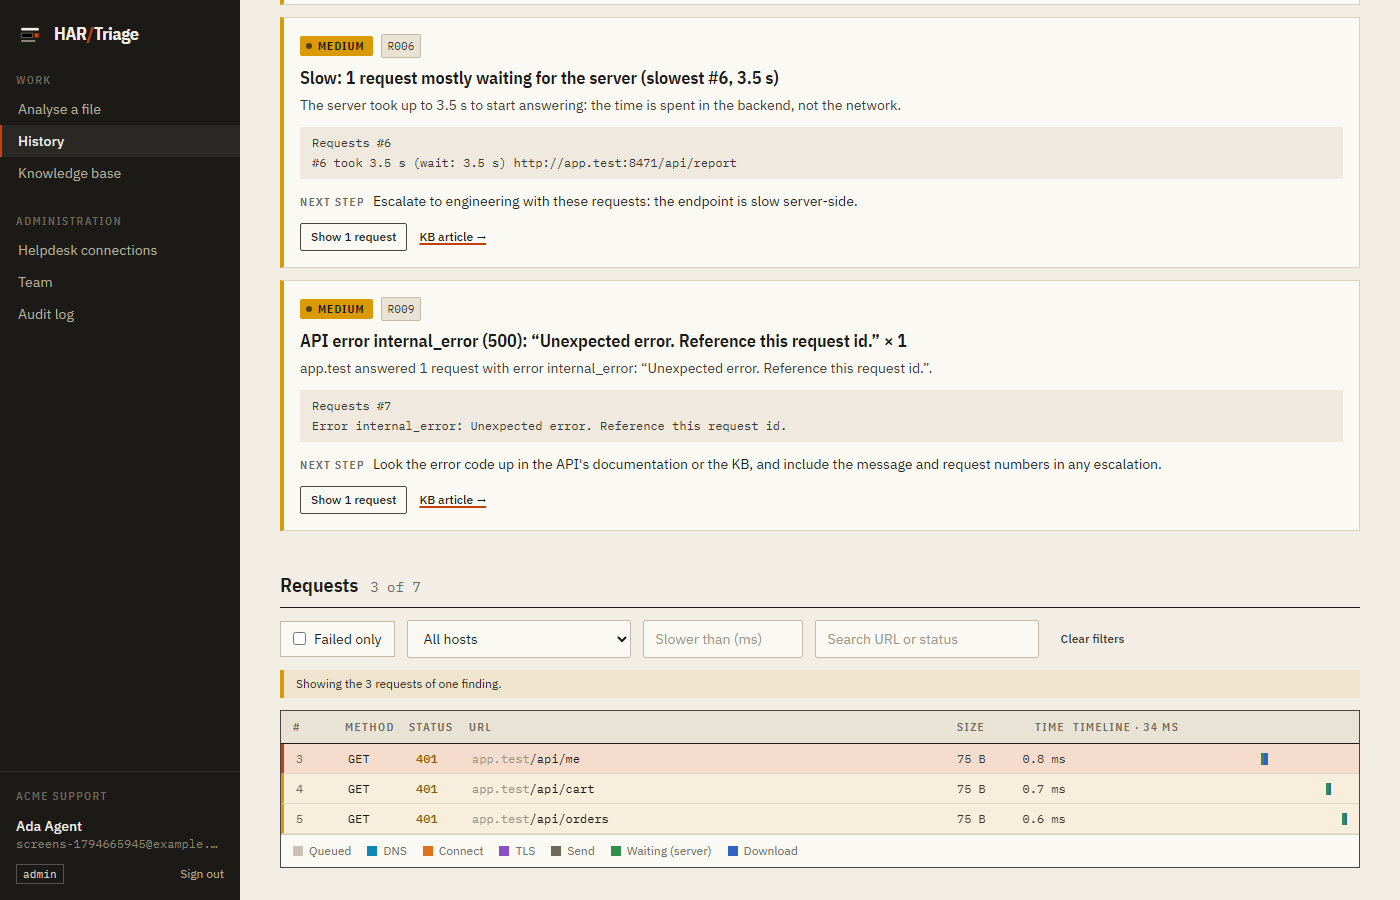 HAR/Triage
WORK
Analyse a file
History
Knowledge base
ADMINISTRATION
Helpdesk connections
Team
Audit log
ACME SUPPORT
Ada Agent
screens-1794665945@example.…
admin
Sign out
MEDIUM R006
Slow: 1 request mostly waiting for the server (slowest #6, 3.5 s)
The server took up to 3.5 s to start answering: the time is spent in the backend, not the network.
Requests #6
#6 took 3.5 s (wait: 3.5 s) http://app.test:8471/api/report
NEXT STEP Escalate to engineering with these requests: the endpoint is slow server-side.
Show 1 request KB article →
MEDIUM R009
API error internal_error (500): “Unexpected error. Reference this request id.” × 1
app.test answered 1 request with error internal_error: “Unexpected error. Reference this request id.”.
Requests #7
Error internal_error: Unexpected error. Reference this request id.
NEXT STEP Look the error code up in the API's documentation or the KB, and include the message and request numbers in any escalation.
Show 1 request KB article →
Requests 3 of 7
Failed only All hosts Slower than (ms) Search URL or status Clear filters
Showing the 3 requests of one finding.
# METHOD STATUS URL SIZE TIME TIMELINE · 34 MS
3 GET 401 app.test/api/me 75 B 0.8 ms
4 GET 401 app.test/api/cart 75 B 0.7 ms
5 GET 401 app.test/api/orders 75 B 0.6 ms
Queued DNS Connect TLS Send Waiting (server) Download